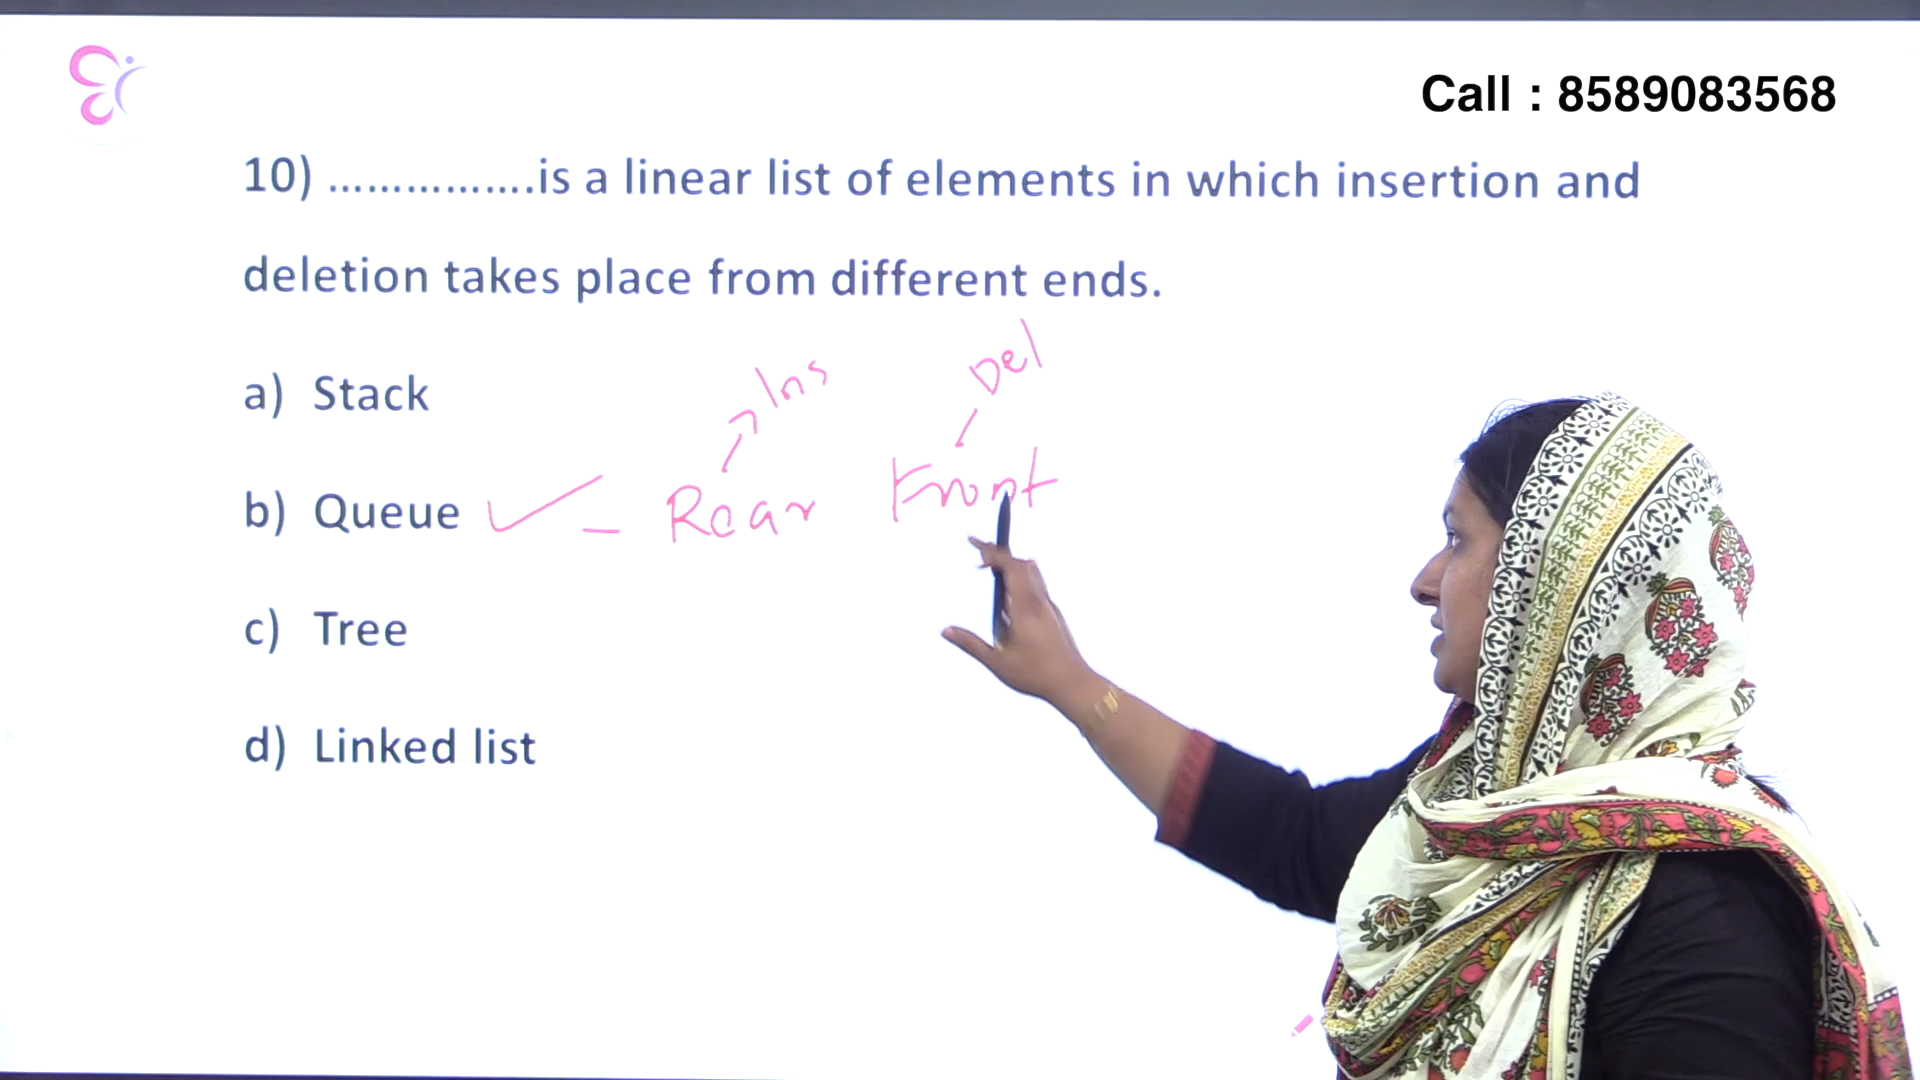 Call : 8589083568
10) ................is a linear list of elements in which insertion and
deletion takes place from different ends.
Del
Ins
a) Stack
b) Queue ✓ – Rear Front
c) Tree
d) Linked list